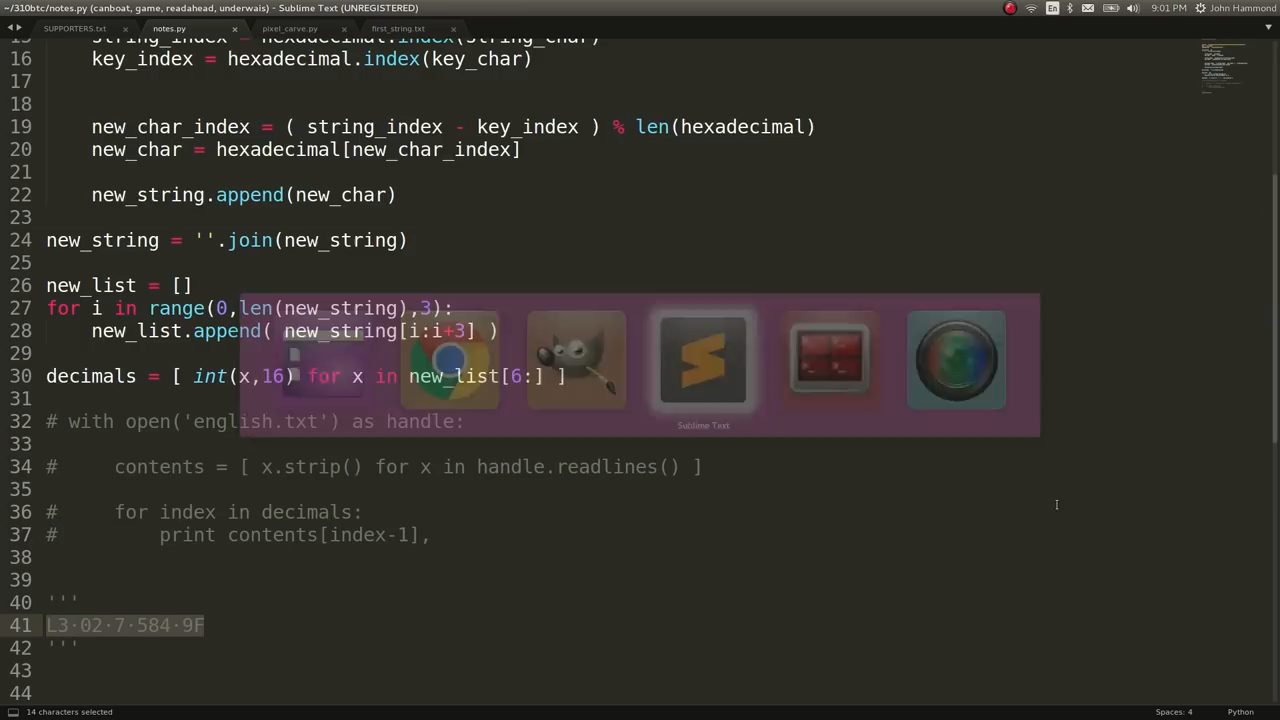 ~/310btc/notes.py (canboat, game, readahead, underwais) - Sublime Text (UNREGISTERED)
En 9:01 PM John Hammond
SUPPORTERS.txt × notes.py × pixel_carve.py × first_string.txt ×
15 string_index = hexadecimal.index(string_char)
16 key_index = hexadecimal.index(key_char)
17
18
19 new_char_index = ( string_index - key_index ) % len(hexadecimal)
20 new_char = hexadecimal[new_char_index]
21
22 new_string.append(new_char)
23
24 new_string = ''.join(new_string)
25
26 new_list = []
27 for i in range(0,len(new_string),3):
28 new_list.append( new_string[i:i+3] )
29
30 decimals = [ int(x,16) for x in new_list[6:] ]
31
32 # with open('english.txt') as handle:
33
34 # contents = [ x.strip() for x in handle.readlines() ]
35
36 # for index in decimals:
37 # print contents[index-1],
38
39
40 '''
41 L3·02·7·584·9F
42 '''
43
44
Sublime Text
14 characters selected
Spaces: 4 Python